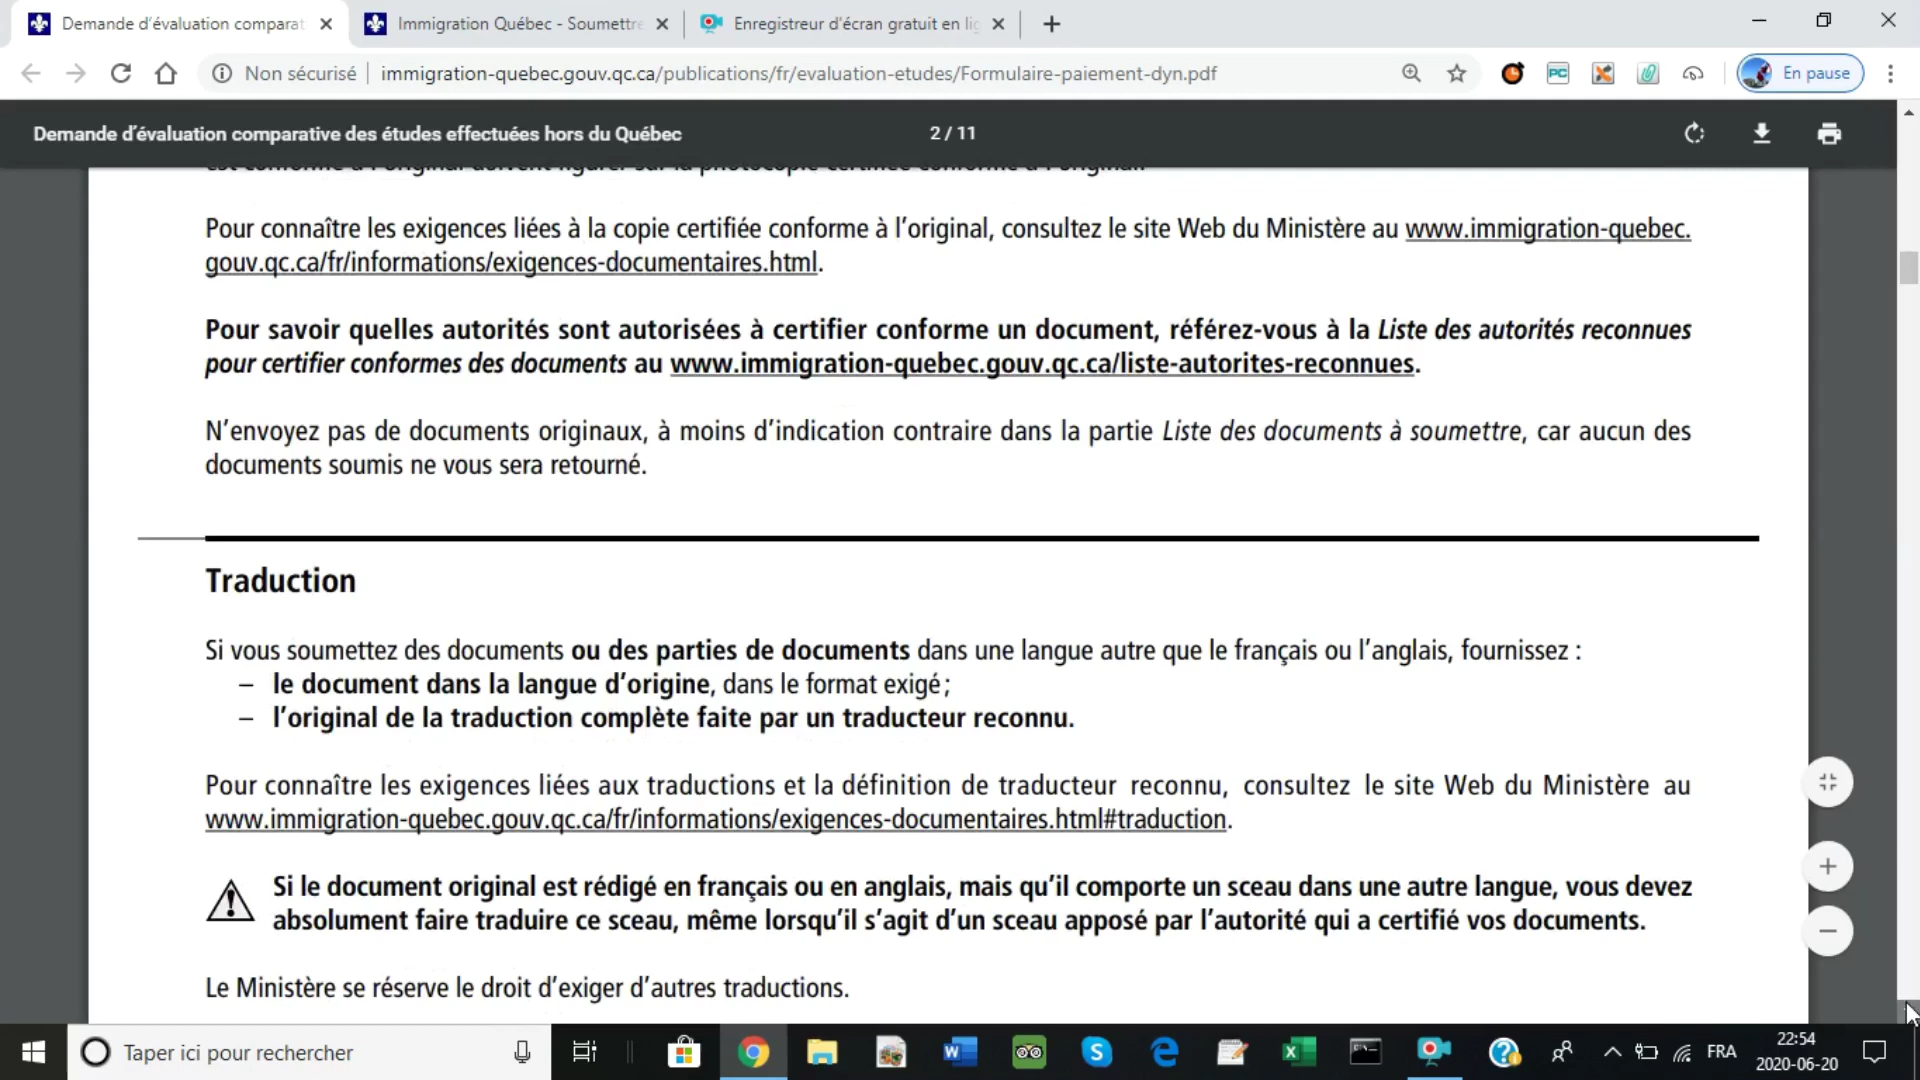 Demande d'évaluation comparat
Immigration Québec - Soumettre
Enregistreur d'écran gratuit en lig
Non sécurisé
immigration-quebec.gouv.qc.ca/publications/fr/evaluation-etudes/Formulaire-paiement-dyn.pdf
PC
En pause
Demande d'évaluation comparative des études effectuées hors du Québec
2 / 11
est conforme à l'original doivent figurer sur la photocopie certifiée conforme à l'original.
Pour connaître les exigences liées à la copie certifiée conforme à l'original, consultez le site Web du Ministère au www.immigration-quebec.
gouv.qc.ca/fr/informations/exigences-documentaires.html.
Pour savoir quelles autorités sont autorisées à certifier conforme un document, référez-vous à la Liste des autorités reconnues
pour certifier conformes des documents au www.immigration-quebec.gouv.qc.ca/liste-autorites-reconnues.
N'envoyez pas de documents originaux, à moins d'indication contraire dans la partie Liste des documents à soumettre, car aucun des
documents soumis ne vous sera retourné.
Traduction
Si vous soumettez des documents ou des parties de documents dans une langue autre que le français ou l'anglais, fournissez :
– le document dans la langue d'origine, dans le format exigé ;
– l'original de la traduction complète faite par un traducteur reconnu.
Pour connaître les exigences liées aux traductions et la définition de traducteur reconnu, consultez le site Web du Ministère au
www.immigration-quebec.gouv.qc.ca/fr/informations/exigences-documentaires.html#traduction.
Si le document original est rédigé en français ou en anglais, mais qu'il comporte un sceau dans une autre langue, vous devez
absolument faire traduire ce sceau, même lorsqu'il s'agit d'un sceau apposé par l'autorité qui a certifié vos documents.
Le Ministère se réserve le droit d'exiger d'autres traductions.
Taper ici pour rechercher
FRA
22:54
2020-06-20